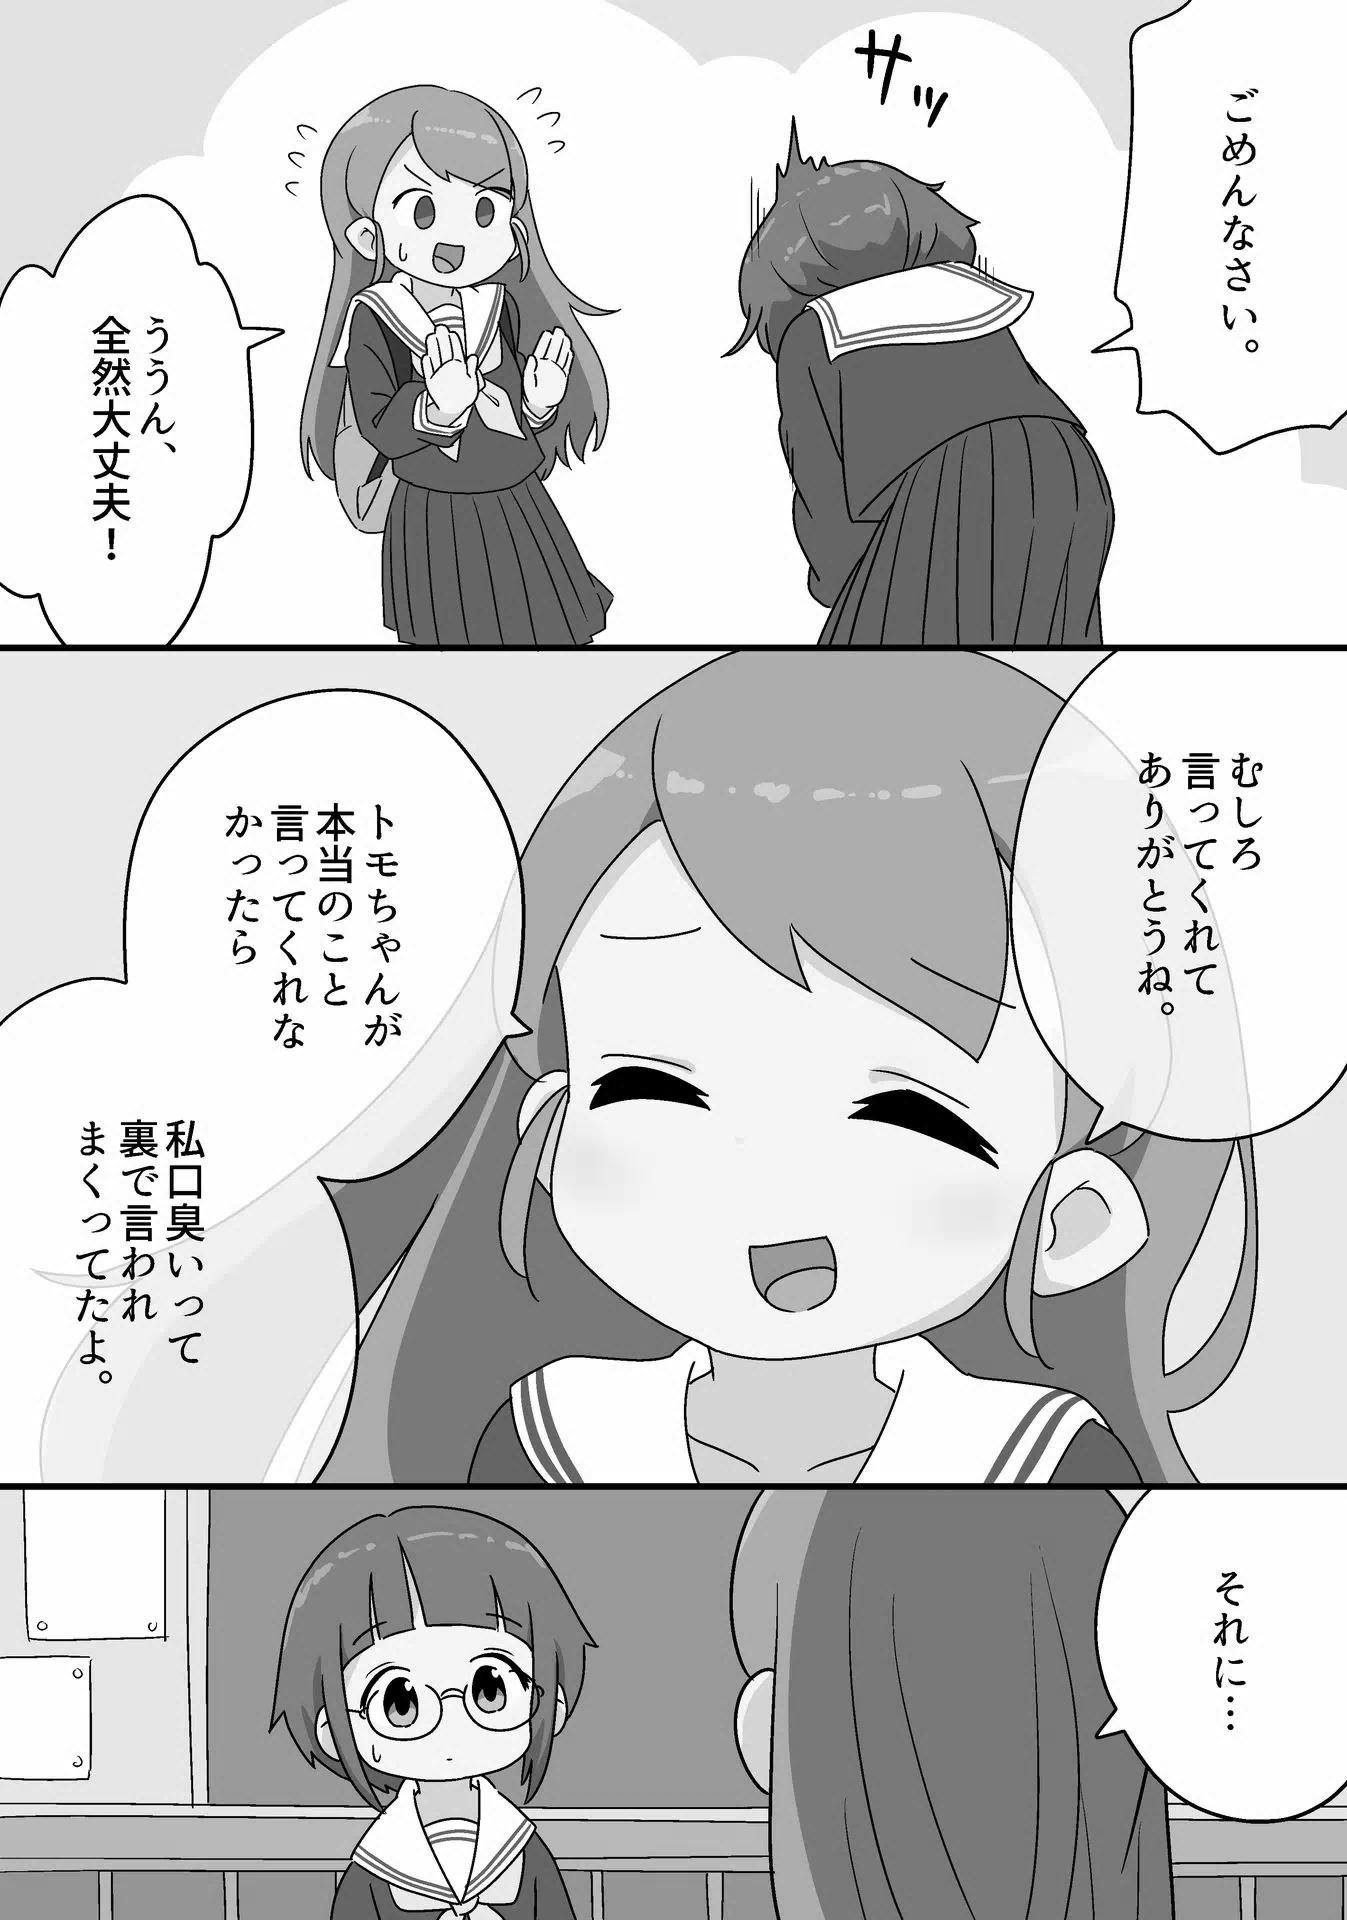 ごめんなさい。
サッ
ううん、
全然大丈夫！
むしろ
言ってくれて
ありがとうね。
トモちゃんが
本当のこと
言ってくれな
かったら
私口臭いって
裏で言われ
まくってたよ。
それに…